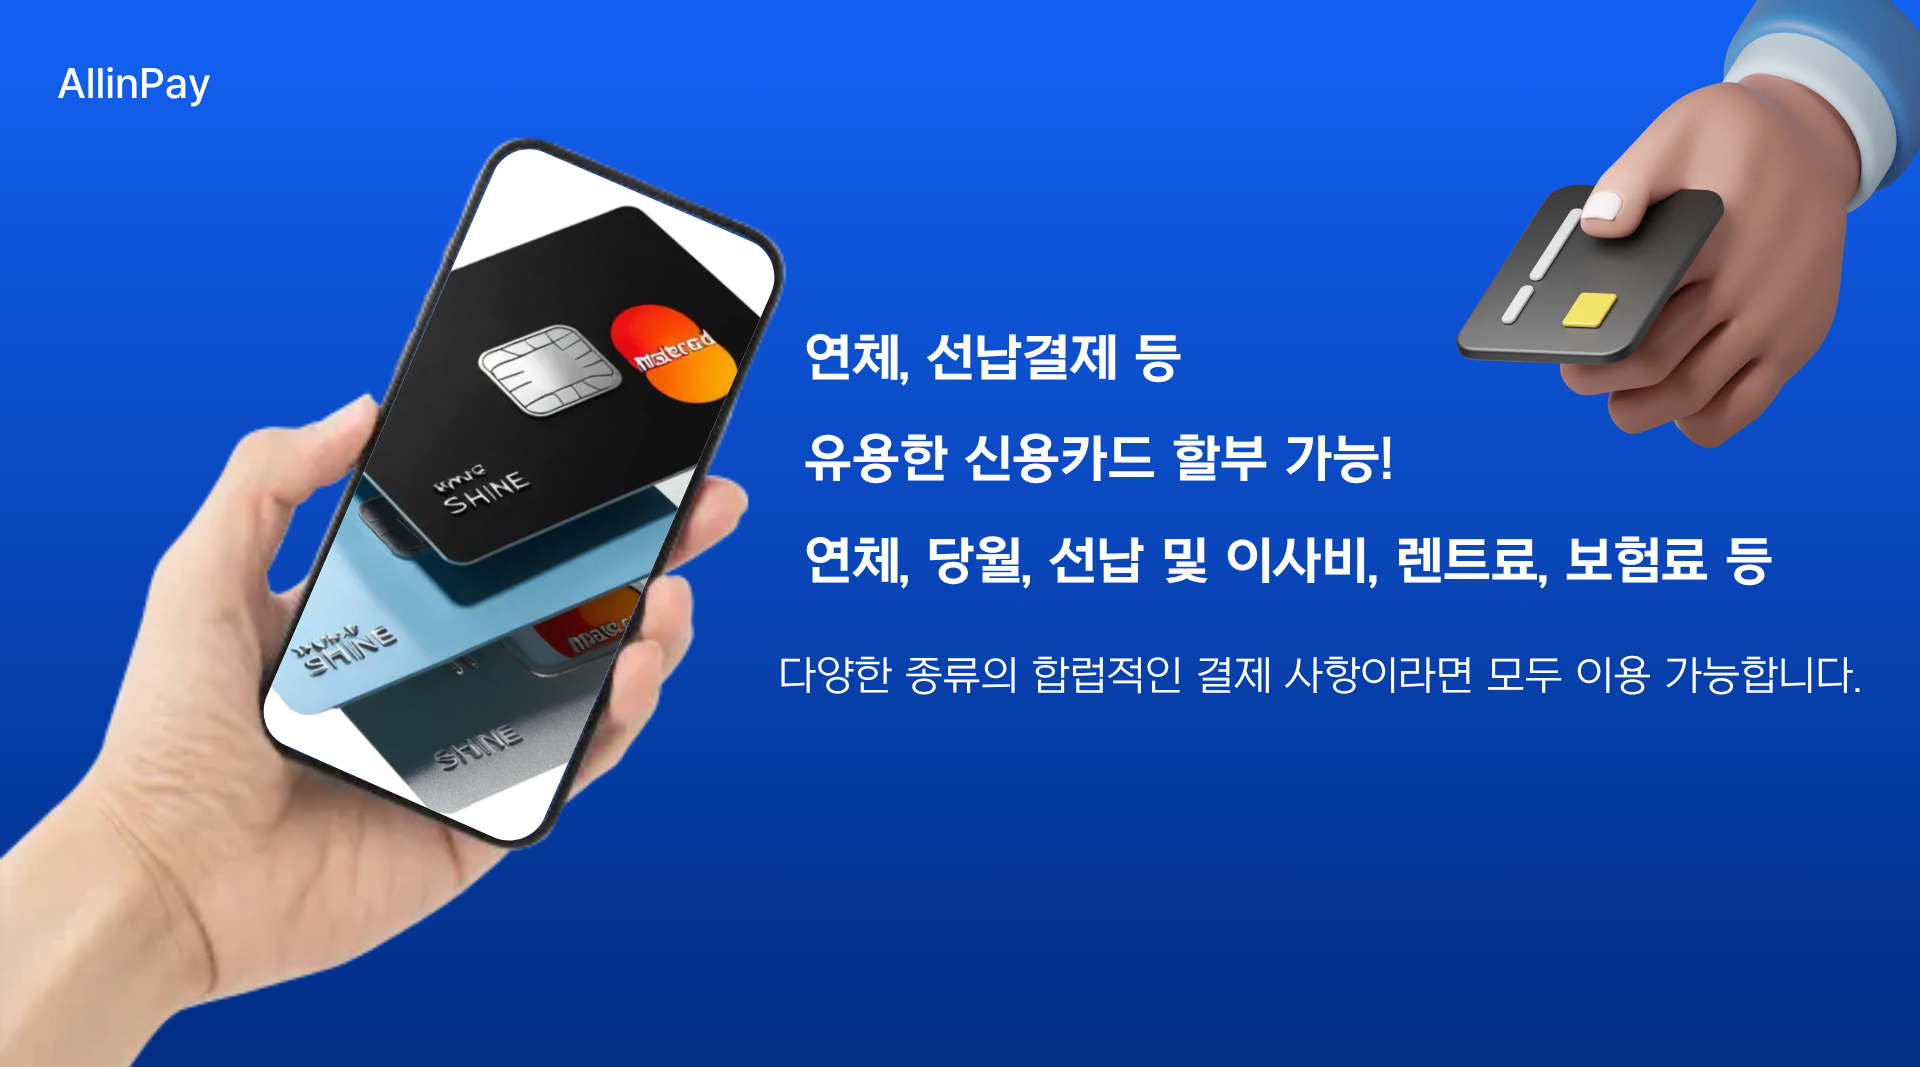 AllinPay
연체, 선납결제 등
유용한 신용카드 할부 가능!
연체, 당월, 선납 및 이사비, 렌트료, 보험료 등
다양한 종류의 합럽적인 결제 사항이라면 모두 이용 가능합니다.
SHINE
SHINE
SHINE